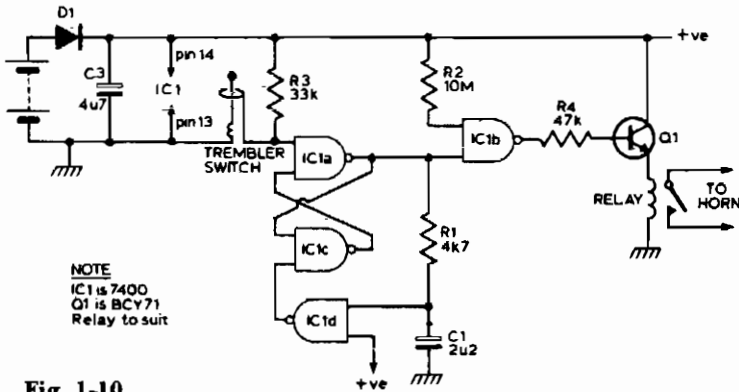 D1
+ve
pin 14
C3
4u7
IC1
pin 13
R3
33k
R2
10M
R4
47k
Q1
TREMBLER
SWITCH
IC1a
IC1b
RELAY
TO
HORN
IC1c
R1
4k7
NOTE
IC1 is 7400
Q1 is BCY71
Relay to suit
IC1d
C1
2u2
+ve
Fig. 1-10